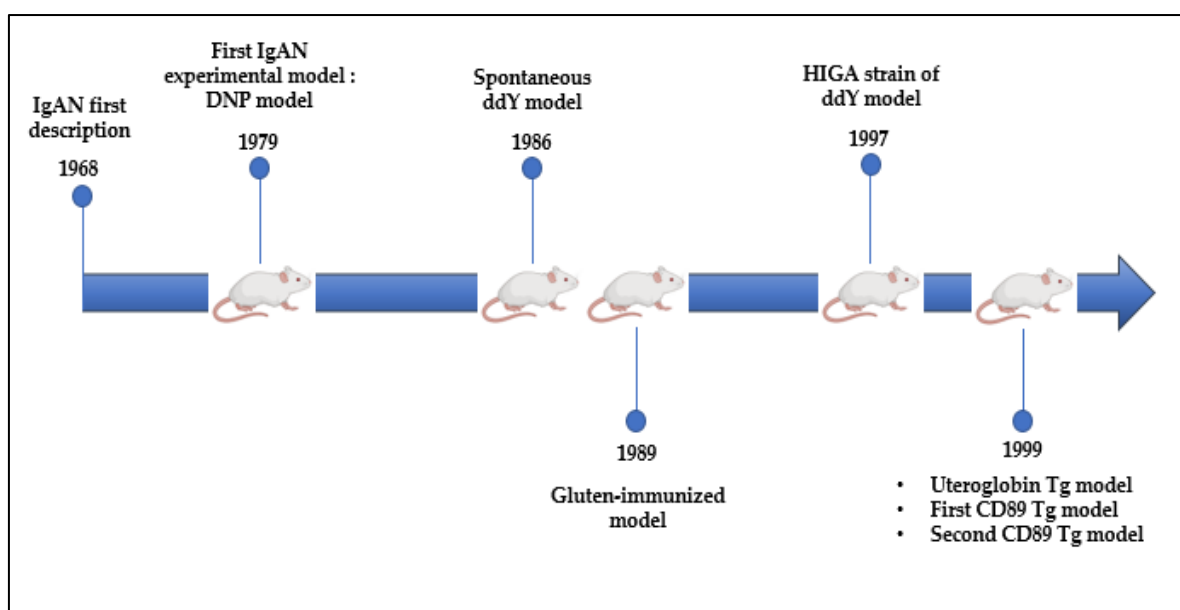 IgAN first
description
1968
First IgAN
experimental model :
DNP model
1979
Spontaneous
ddY model
1986
1989
Gluten-immunized
model
HIGA strain of
ddY model
1997
1999
• Uteroglobin Tg model
• First CD89 Tg model
• Second CD89 Tg model